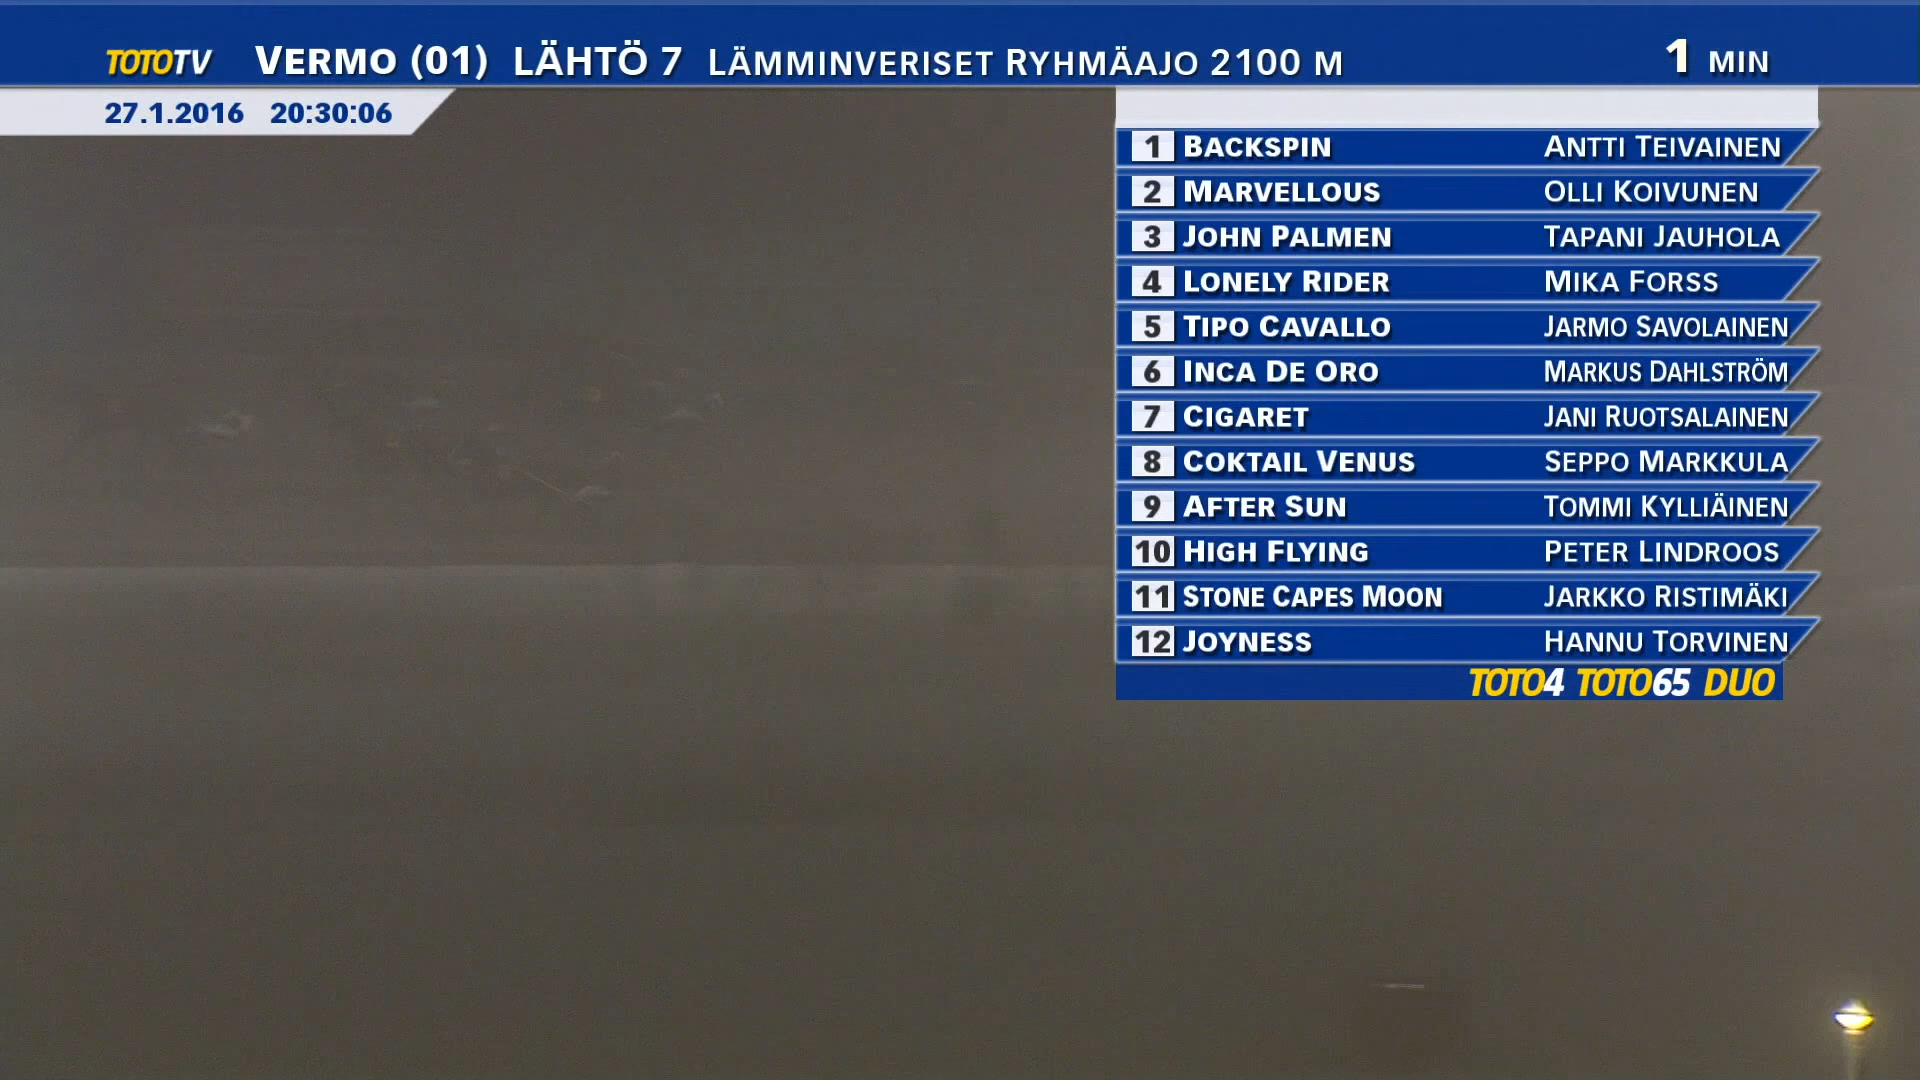 TOTOTV VERMO (01) LÄHTÖ 7 LÄMMINVERISET RYHMÄAJO 2100 M 1 MIN
27.1.2016 20:30:06
1 BACKSPIN ANTTI TEIVAINEN
2 MARVELLOUS OLLI KOIVUNEN
3 JOHN PALMEN TAPANI JAUHOLA
4 LONELY RIDER MIKA FORSS
5 TIPO CAVALLO JARMO SAVOLAINEN
6 INCA DE ORO MARKUS DAHLSTRÖM
7 CIGARET JANI RUOTSALAINEN
8 COKTAIL VENUS SEPPO MARKKULA
9 AFTER SUN TOMMI KYLLIÄINEN
10 HIGH FLYING PETER LINDROOS
11 STONE CAPES MOON JARKKO RISTIMÄKI
12 JOYNESS HANNU TORVINEN
TOTO4 TOTO65 DUO